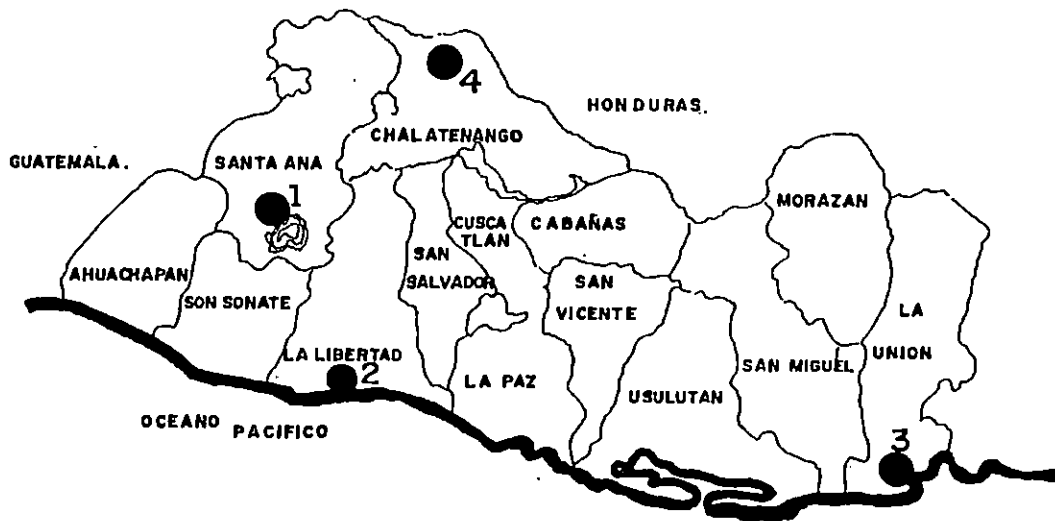 4
HONDURAS.
CHALATENANGO
GUATEMALA.
SANTA ANA
1
MORAZAN
CUSCA
TLAN
CABAÑAS
SAN
SALVADOR
AHUACHAPAN
SON SONATE
SAN
VICENTE
LA
UNION
LA LIBERTAD
2
LA PAZ
SAN MIGUEL
USULUTAN
OCEANO PACIFICO
3